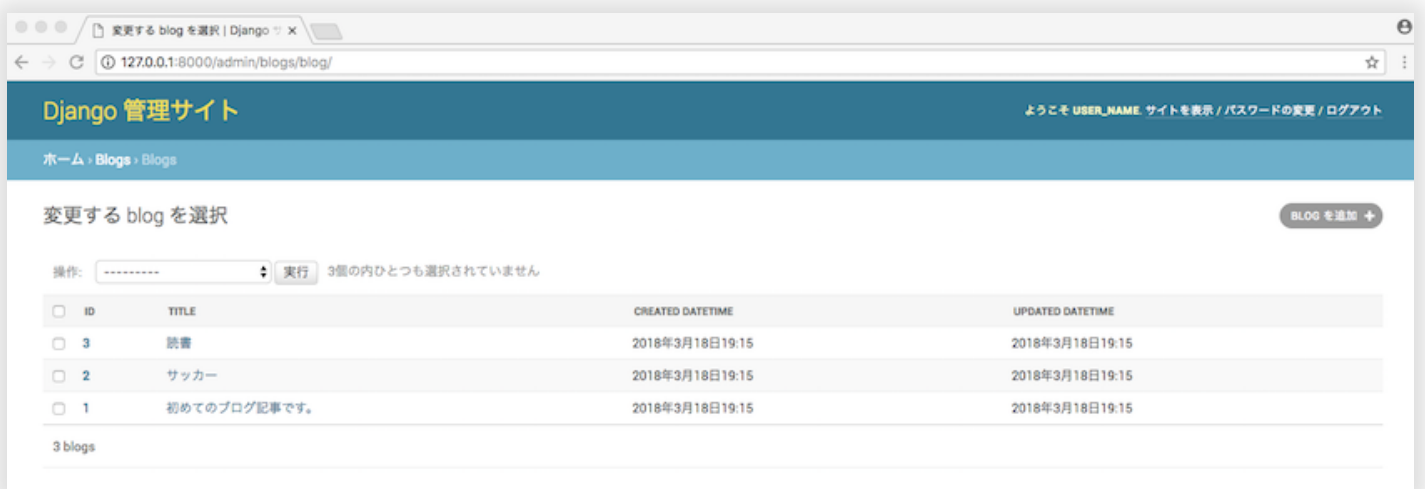 変更する blog を選択 | Django サ
127.0.0.1:8000/admin/blogs/blog/
Django 管理サイト
ようこそ USER_NAME. サイトを表示 / パスワードの変更 / ログアウト
ホーム › Blogs › Blogs
変更する blog を選択
BLOG を追加 +
操作: --------- 実行 3個の内ひとつも選択されていません
ID TITLE CREATED DATETIME UPDATED DATETIME
3 読書 2018年3月18日19:15 2018年3月18日19:15
2 サッカー 2018年3月18日19:15 2018年3月18日19:15
1 初めてのブログ記事です。 2018年3月18日19:15 2018年3月18日19:15
3 blogs